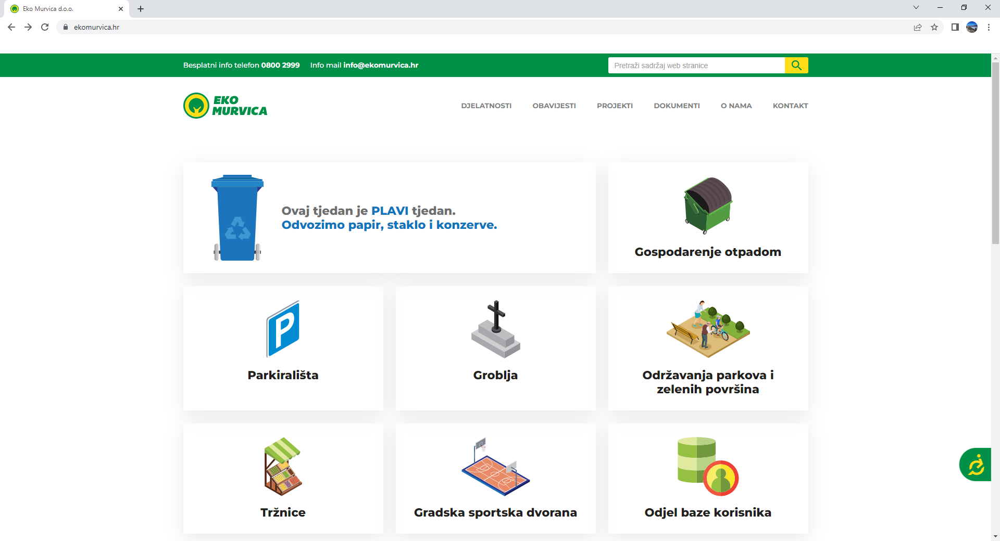 Eko Murvica d.o.o.
ekomurvica.hr
Besplatni info telefon 0800 2999 Info mail info@ekomurvica.hr
Pretraži sadržaj web stranice
EKO
MURVICA
DJELATNOSTI OBAVIJESTI PROJEKTI DOKUMENTI O NAMA KONTAKT
Ovaj tjedan je PLAVI tjedan.
Odvozimo papir, staklo i konzerve.
Gospodarenje otpadom
P
Parkirališta
Groblja
Održavanja parkova i
zelenih površina
Tržnice
Gradska sportska dvorana
Odjel baze korisnika